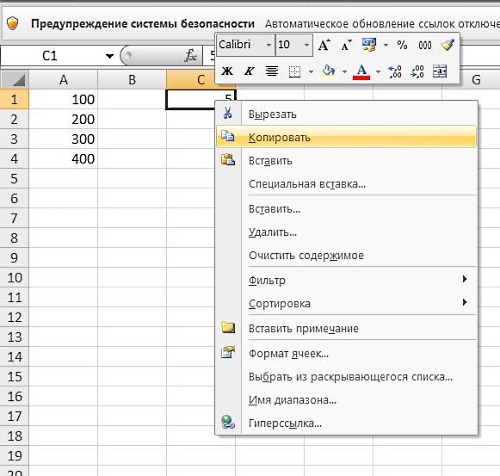 Предупреждение системы безопасности Автоматическое обновление ссылок отключе
Calibri 10 A A % 000
Ж К A ,00 ,0
C1 fx 5
A B C G
1 100 5
2 200
3 300
4 400
5
6
7
8
9
10
11
12
13
14
15
16
17
18
19
20
Вырезать
Копировать
Вставить
Специальная вставка...
Вставить...
Удалить...
Очистить содержимое
Фильтр
Сортировка
Вставить примечание
Формат ячеек...
Выбрать из раскрывающегося списка...
Имя диапазона...
Гиперссылка...